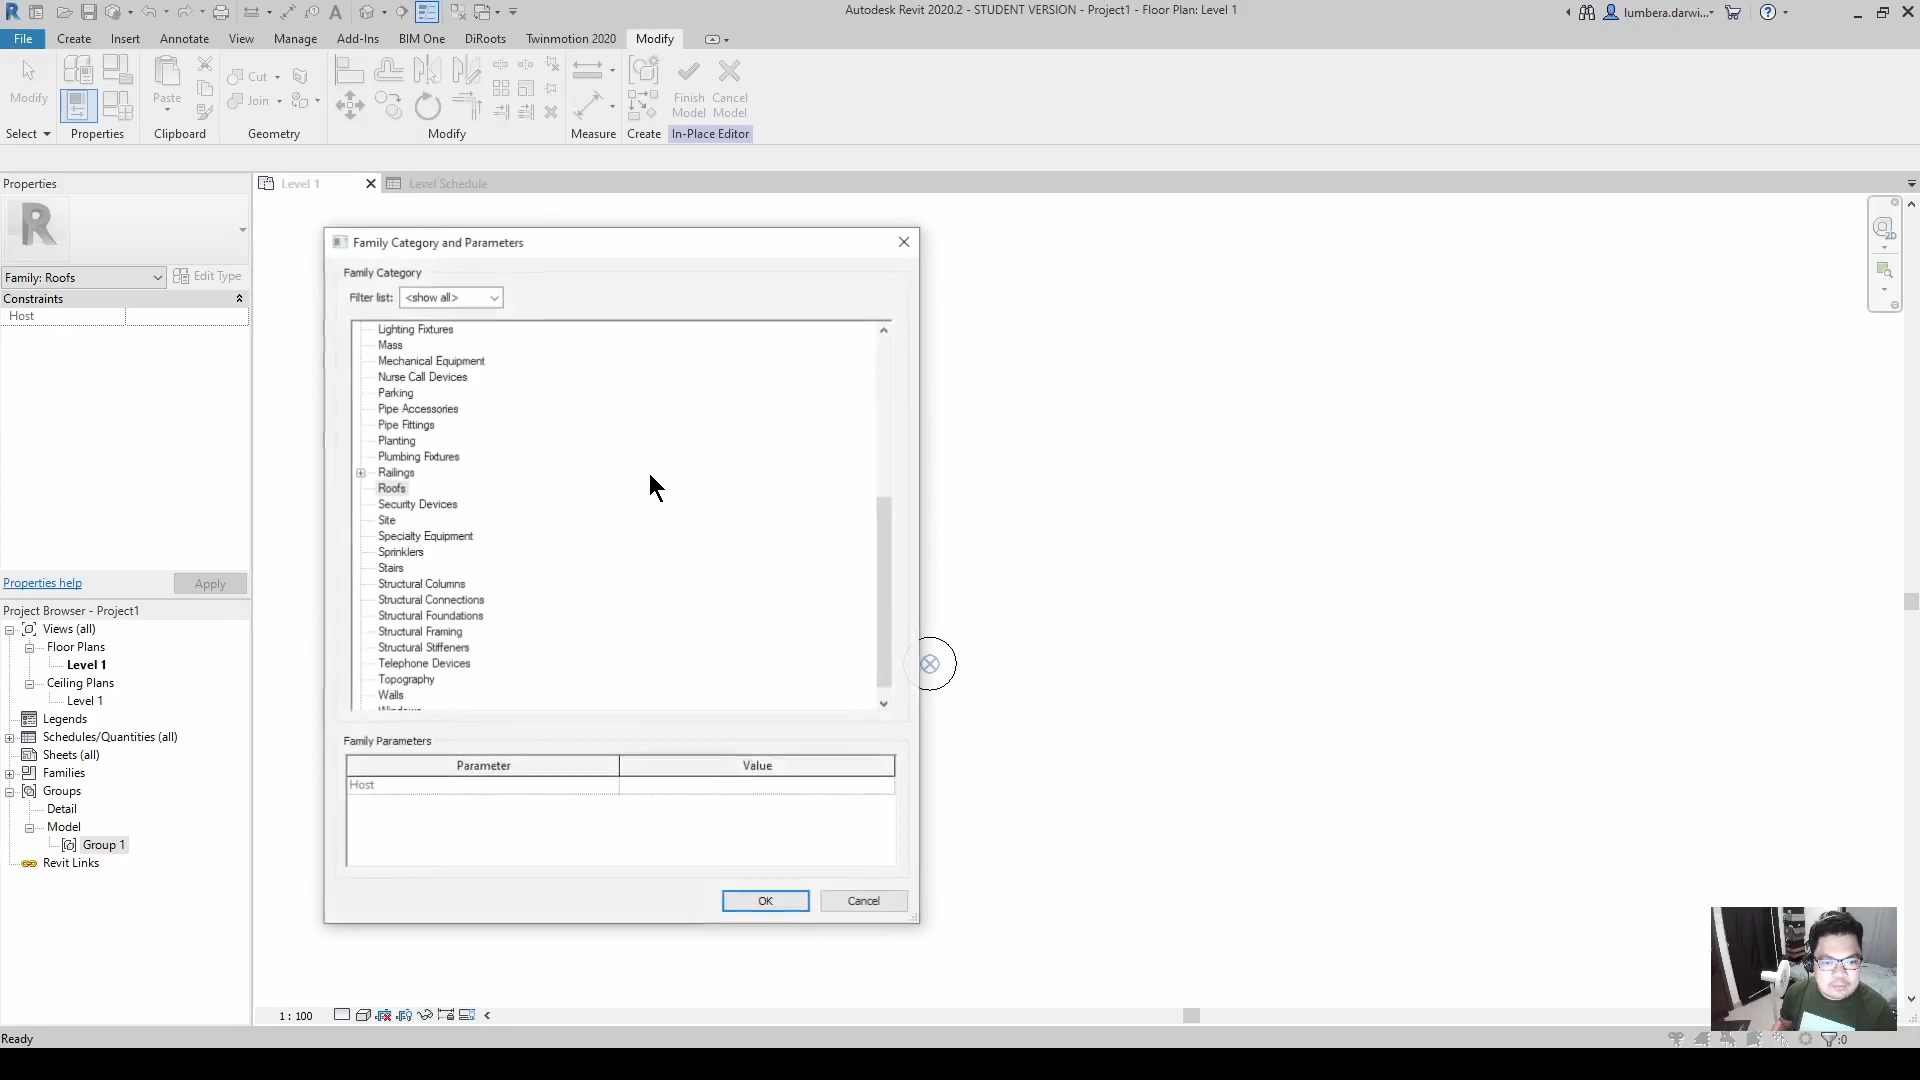 Autodesk Revit 2020.2 - STUDENT VERSION - Project1 - Floor Plan: Level 1
lumbera.darwi...
File
Create
Insert
Annotate
View
Manage
Add-Ins
BIM One
DiRoots
Twinmotion 2020
Modify
Modify
Paste
Cut
Join
Finish Model
Cancel Model
Select
Properties
Clipboard
Geometry
Modify
Measure
Create
In-Place Editor
Properties
Level 1
Level Schedule
Family: Roofs
Edit Type
Constraints
Host
Properties help
Apply
Project Browser - Project1
Views (all)
Floor Plans
Level 1
Ceiling Plans
Level 1
Legends
Schedules/Quantities (all)
Sheets (all)
Families
Groups
Detail
Model
Group 1
Revit Links
Family Category and Parameters
Family Category
Filter list: <show all>
Lighting Fixtures
Mass
Mechanical Equipment
Nurse Call Devices
Parking
Pipe Accessories
Pipe Fittings
Planting
Plumbing Fixtures
Railings
Roofs
Security Devices
Site
Specialty Equipment
Sprinklers
Stairs
Structural Columns
Structural Connections
Structural Foundations
Structural Framing
Structural Stiffeners
Telephone Devices
Topography
Walls
Windows
Family Parameters
Parameter Value
Host
OK
Cancel
2D
1 : 100
Ready
:0